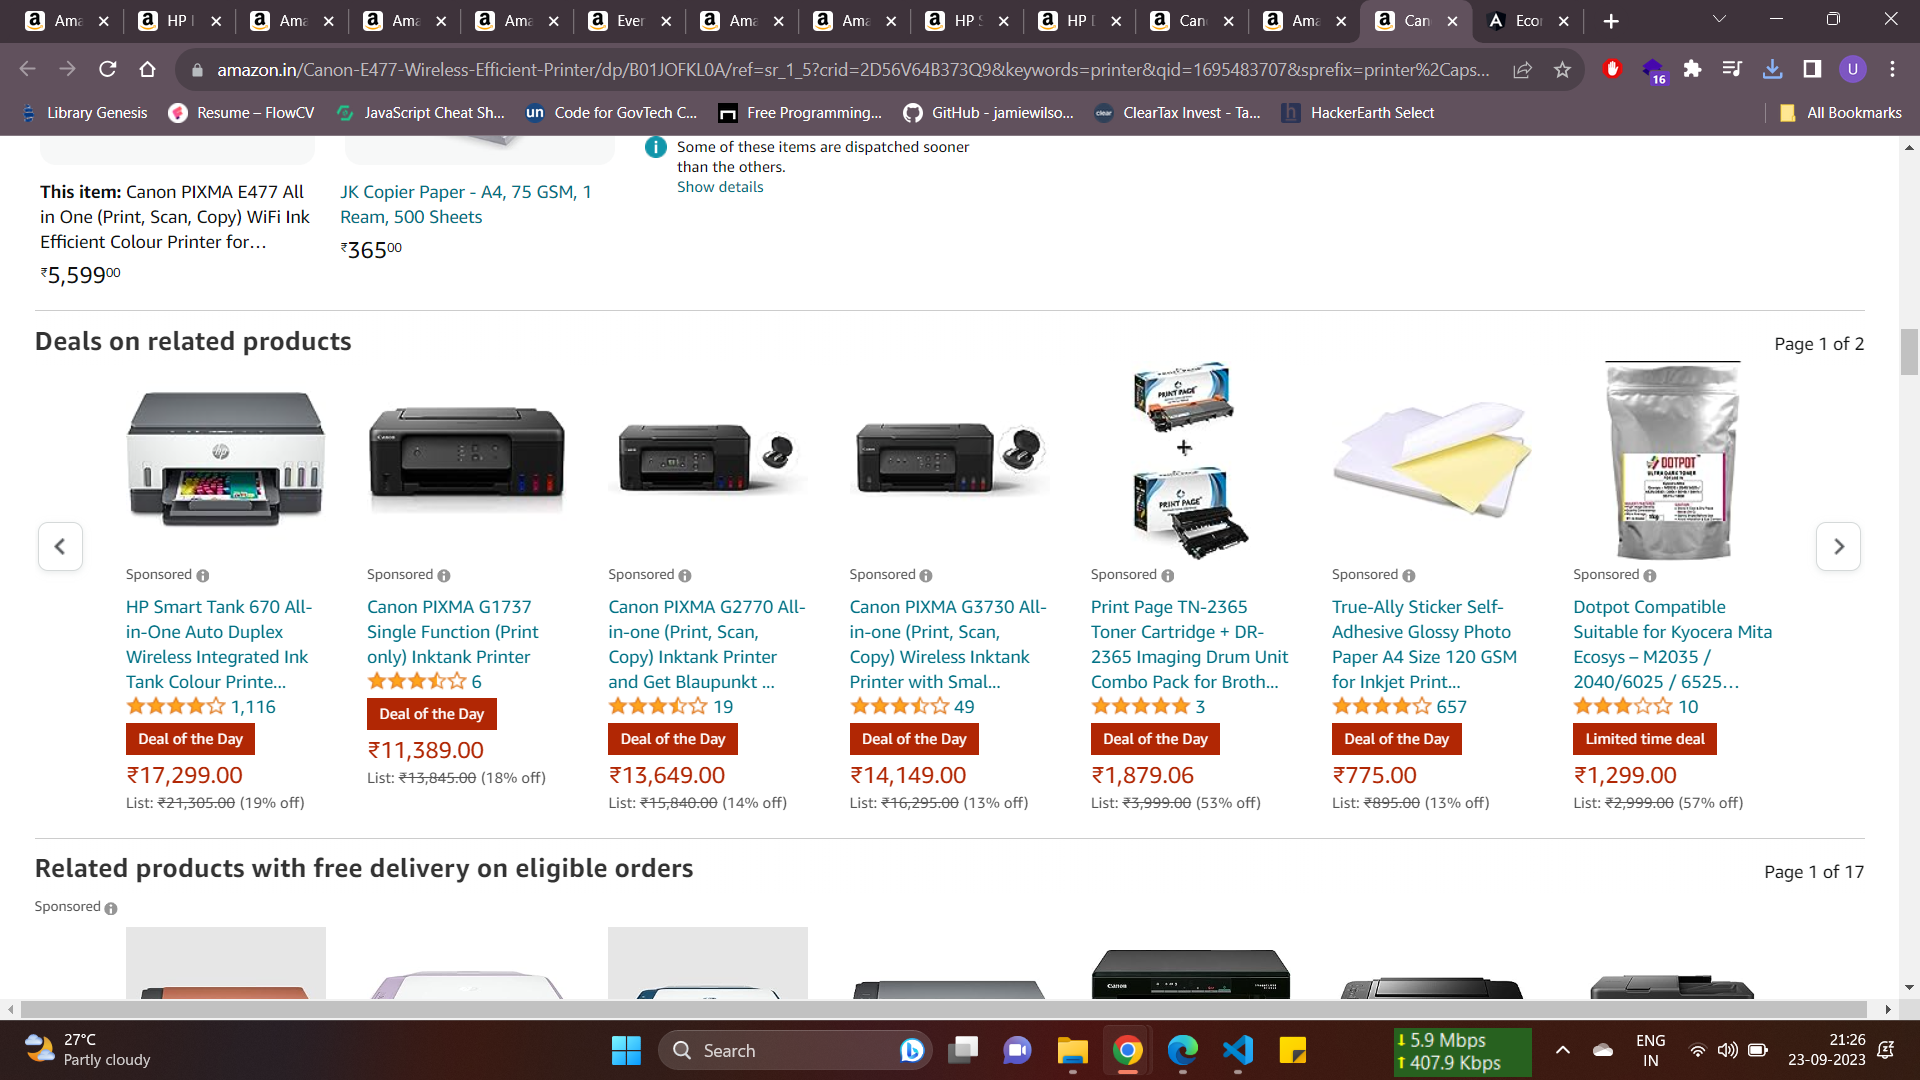 Ama
HP I
Ama
Ama
Ama
Ever
Ama
Ama
HP S
HP D
Can
Ama
Can
Eco
amazon.in/Canon-E477-Wireless-Efficient-Printer/dp/B01JOFKL0A/ref=sr_1_5?crid=2D56V64B373Q9&keywords=printer&qid=1695483707&sprefix=printer%2Caps...
16
U
Library Genesis
Resume – FlowCV
JavaScript Cheat Sh...
un Code for GovTech C...
Free Programming...
GitHub - jamiewilso...
clear ClearTax Invest - Ta...
h HackerEarth Select
All Bookmarks
Some of these items are dispatched sooner
than the others.
Show details
This item: Canon PIXMA E477 All
in One (Print, Scan, Copy) WiFi Ink
Efficient Colour Printer for…
₹5,59900
JK Copier Paper - A4, 75 GSM, 1
Ream, 500 Sheets
₹36500
Deals on related products
Page 1 of 2
Sponsored
HP Smart Tank 670 All-
in-One Auto Duplex
Wireless Integrated Ink
Tank Colour Printe...
1,116
Deal of the Day
₹17,299.00
List: ₹21,305.00 (19% off)
Canon
Sponsored
Canon PIXMA G1737
Single Function (Print
only) Inktank Printer
6
Deal of the Day
₹11,389.00
List: ₹13,845.00 (18% off)
Sponsored
Canon PIXMA G2770 All-
in-one (Print, Scan,
Copy) Inktank Printer
and Get Blaupunkt ...
19
Deal of the Day
₹13,649.00
List: ₹15,840.00 (14% off)
Sponsored
Canon PIXMA G3730 All-
in-one (Print, Scan,
Copy) Wireless Inktank
Printer with Smal...
49
Deal of the Day
₹14,149.00
List: ₹16,295.00 (13% off)
PRINT PAGE
+
PRINT PAGE
Sponsored
Print Page TN-2365
Toner Cartridge + DR-
2365 Imaging Drum Unit
Combo Pack for Broth...
3
Deal of the Day
₹1,879.06
List: ₹3,999.00 (53% off)
Sponsored
True-Ally Sticker Self-
Adhesive Glossy Photo
Paper A4 Size 120 GSM
for Inkjet Print...
657
Deal of the Day
₹775.00
List: ₹895.00 (13% off)
DOTPOT
ULTRA DARK TONER
Sponsored
Dotpot Compatible
Suitable for Kyocera Mita
Ecosys – M2035 /
2040/6025 / 6525…
10
Limited time deal
₹1,299.00
List: ₹2,999.00 (57% off)
Related products with free delivery on eligible orders
Page 1 of 17
Sponsored
Canon
27°C
Partly cloudy
Search
5.9 Mbps
407.9 Kbps
ENG
IN
21:26
23-09-2023